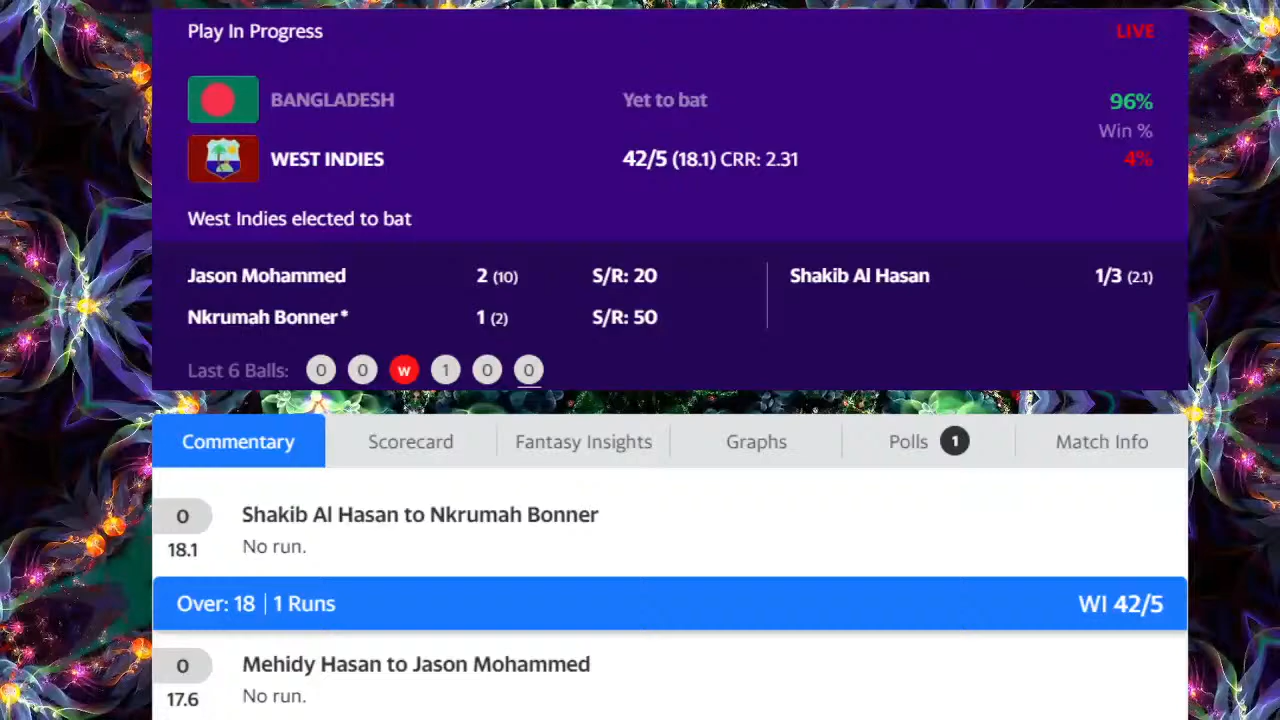 Play In Progress LIVE
BANGLADESH Yet to bat 96%
Win %
WEST INDIES 42/5 (18.1) CRR: 2.31 4%
West Indies elected to bat
Jason Mohammed 2 (10) S/R: 20 Shakib Al Hasan 1/3 (2.1)
Nkrumah Bonner* 1 (2) S/R: 50
Last 6 Balls: 0 0 W 1 0 0
Commentary Scorecard Fantasy Insights Graphs Polls 1 Match Info
0 Shakib Al Hasan to Nkrumah Bonner
18.1 No run.
Over: 18 | 1 Runs WI 42/5
0 Mehidy Hasan to Jason Mohammed
17.6 No run.